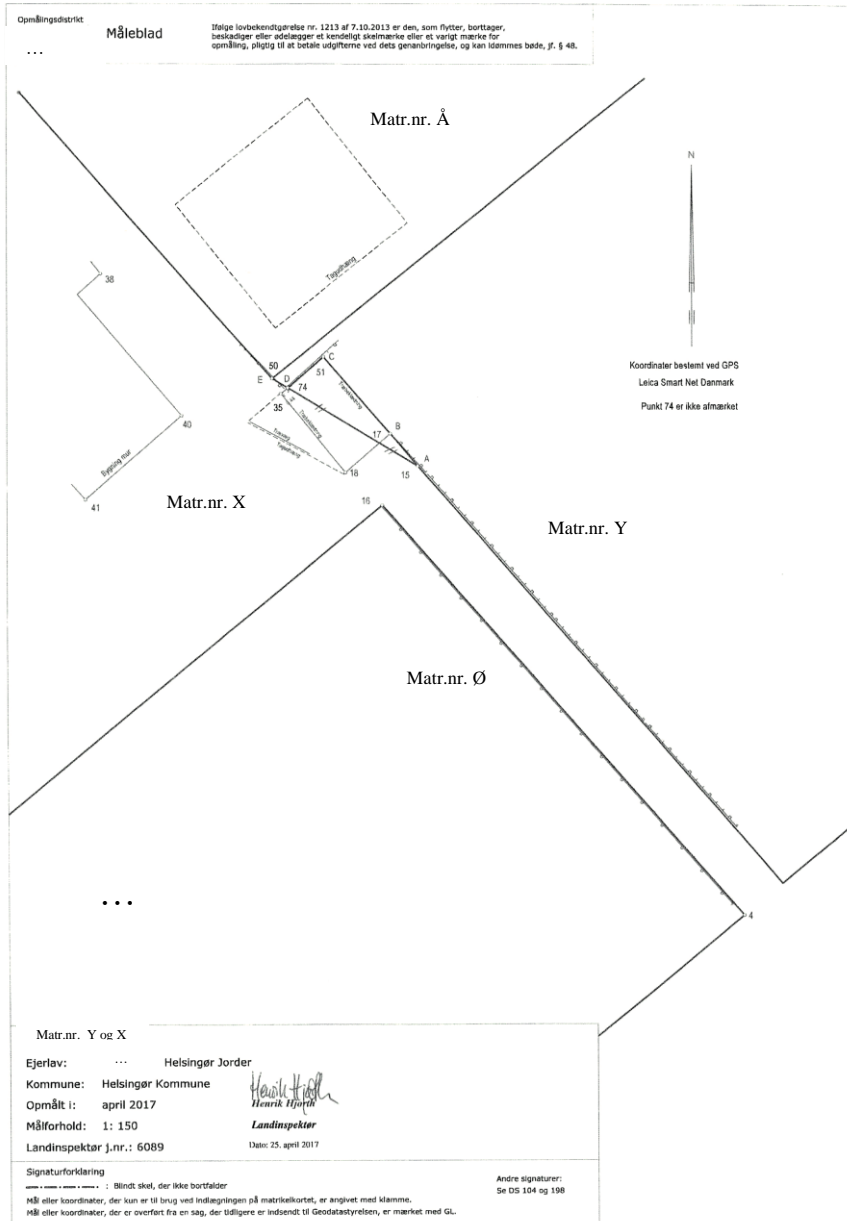 Opmålingsdistrikt
...
Måleblad
Ifølge lovbekendtgørelse nr. 1213 af 7.10.2013 er den, som flytter, borttager,
beskadiger eller ødelægger et kendeligt skelmærke eller et varigt mærke for
opmåling, pligtig til at betale udgifterne ved dets genanbringelse, og kan idømmes bøde, jf. § 48.
Matr.nr. Å
N
Tagudhæng
38
Koordinater bestemt ved GPS
Leica Smart Net Danmark
Punkt 74 er ikke afmærket
50
C
51
E
D
74
Træbeklædning
35
Træbeklædning
40
17
B
A
Tagudhæng
15
18
Bygning mur
41
Matr.nr. X
16
Matr.nr. Y
Matr.nr. Ø
...
4
Matr.nr. Y og X
Ejerlav: ... Helsingør Jorder
Kommune: Helsingør Kommune
Opmålt i: april 2017
Henrik Hjorth
Målforhold: 1: 150
Landinspektør
Landinspektør j.nr.: 6089
Dato: 25. april 2017
Signaturforklaring
: Blindt skel, der ikke bortfalder
Mål eller koordinater, der kun er til brug ved indlægningen på matrikelkortet, er angivet med klamme.
Mål eller koordinater, der er overført fra en sag, der tidligere er indsendt til Geodatastyrelsen, er mærket med GL.
Andre signaturer:
Se DS 104 og 198